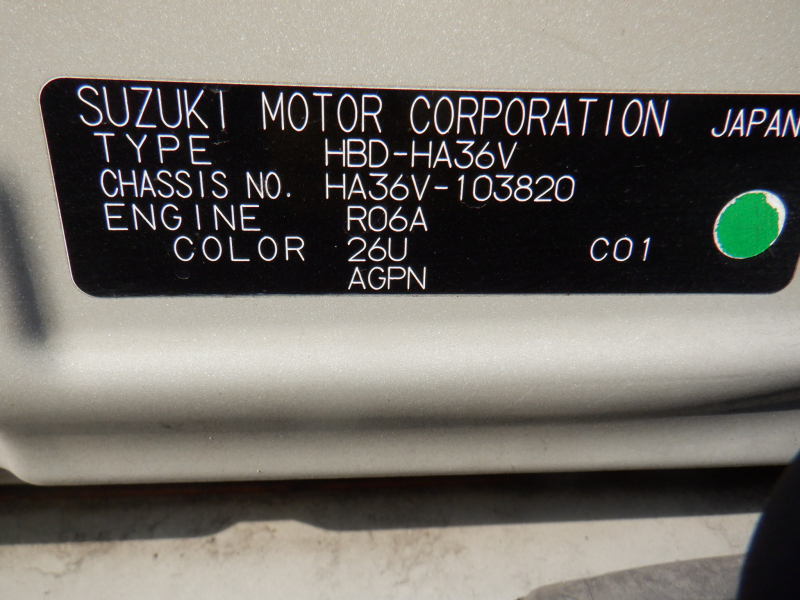 SUZUKI MOTOR CORPORATION JAPAN
TYPE HBD-HA36V
CHASSIS NO. HA36V-103820
ENGINE R06A
COLOR 26U C01
AGPN